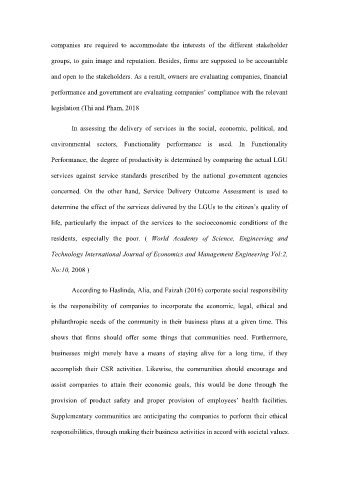 companies are required to accommodate the interests of the different stakeholder
groups, to gain image and reputation. Besides, firms are supposed to be accountable
and open to the stakeholders. As a result, owners are evaluating companies, financial
performance and government are evaluating companies' compliance with the relevant
legislation (Thi and Pham, 2018
In assessing the delivery of services in the social, economic, political, and
environmental sectors, Functionality performance is used. In Functionality
Performance, the degree of productivity is determined by comparing the actual LGU
services against service standards prescribed by the national government agencies
concerned. On the other hand, Service Delivery Outcome Assessment is used to
determine the effect of the services delivered by the LGUs to the citizen's quality of
life, particularly the impact of the services to the socioeconomic conditions of the
residents, especially the poor. ( World Academy of Science, Engineering and
Technology International Journal of Economics and Management Engineering Vol:2,
No:10, 2008 )
According to Haslinda, Alia, and Faizah (2016) corporate social responsibility
is the responsibility of companies to incorporate the economic, legal, ethical and
philanthropic needs of the community in their business plans at a given time. This
shows that firms should offer some things that communities need. Furthermore,
businesses might merely have a means of staying alive for a long time, if they
accomplish their CSR activities. Likewise, the communities should encourage and
assist companies to attain their economic goals, this would be done through the
provision of product safety and proper provision of employees' health facilities.
Supplementary communities are anticipating the companies to perform their ethical
responsibilities, through making their business activities in accord with societal values.